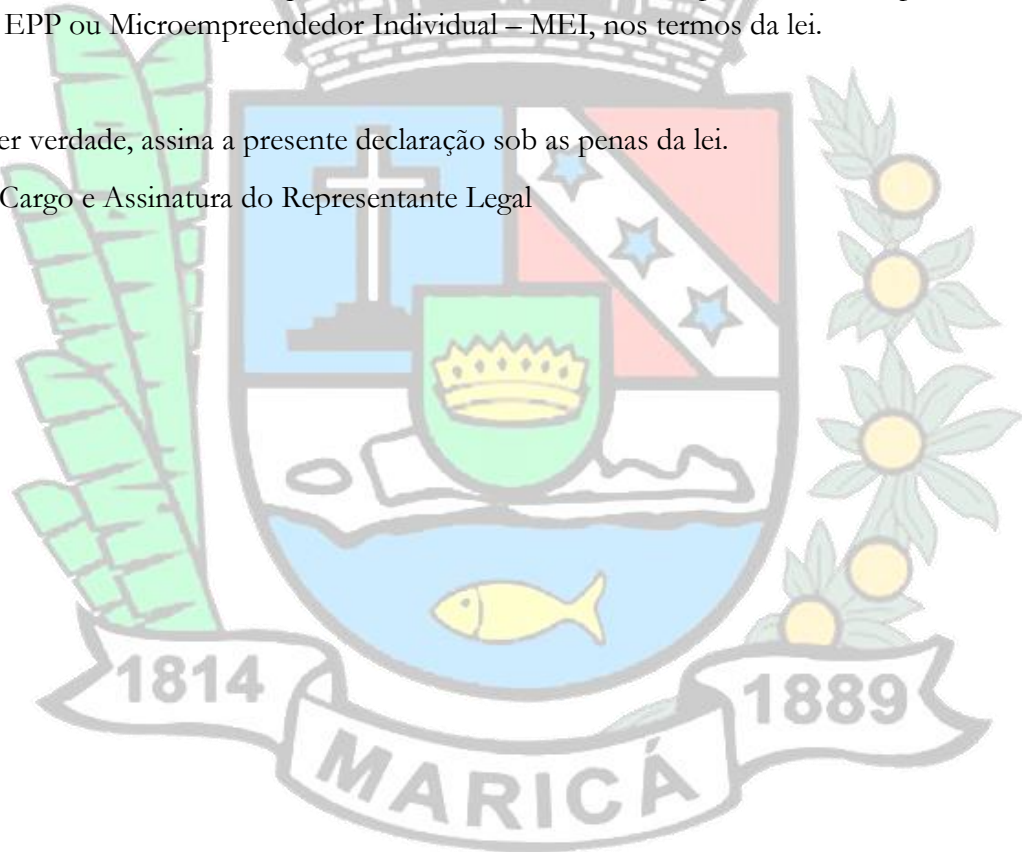 EPP ou Microempreendedor Individual – MEI, nos termos da lei.
verdade, assina a presente declaração sob as penas da lei.
Cargo e Assinatura do Representante Legal
1814
1889
MARICÁ